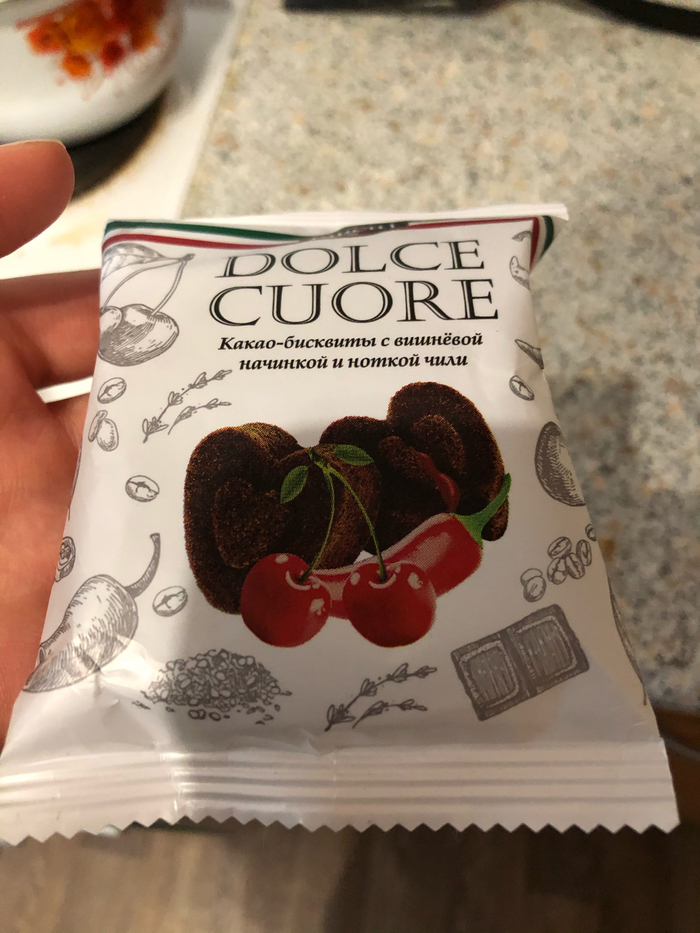 DOLCE
CUORE
Какао-бисквиты с вишнёвой
начинкой и ноткой чили